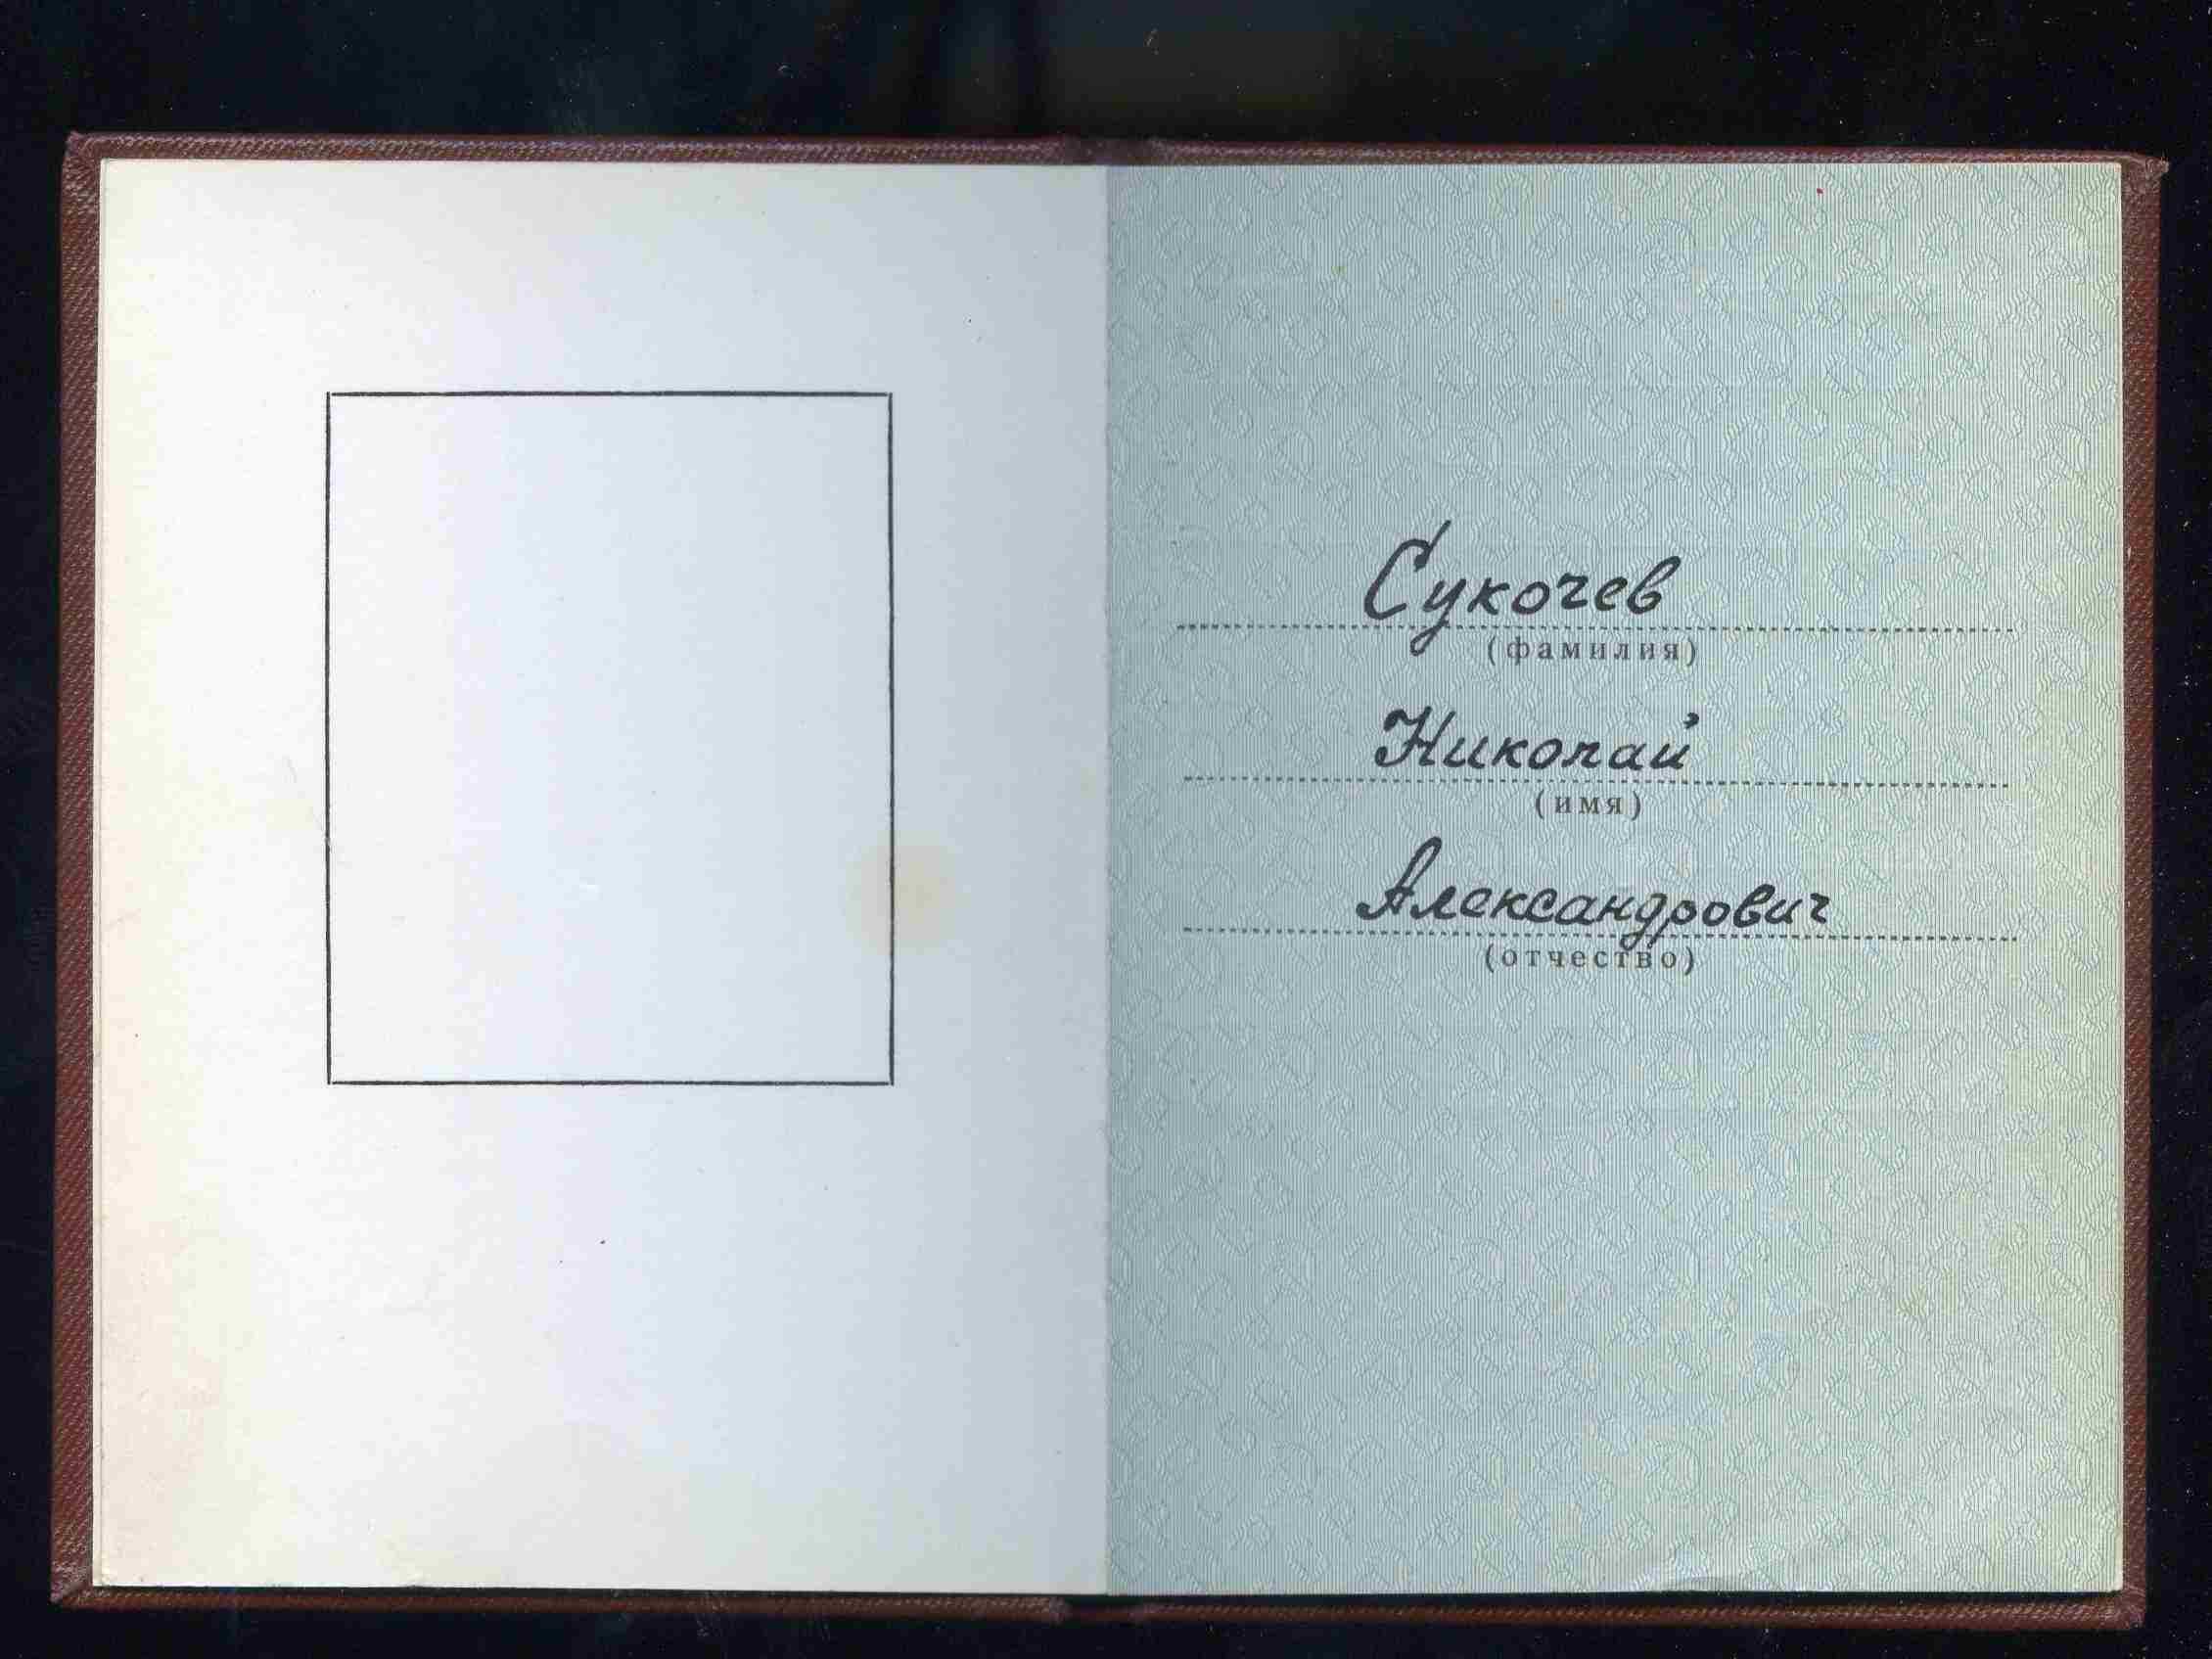 Сукочев
(фамилия)
Николай
(имя)
Александрович
(отчество)